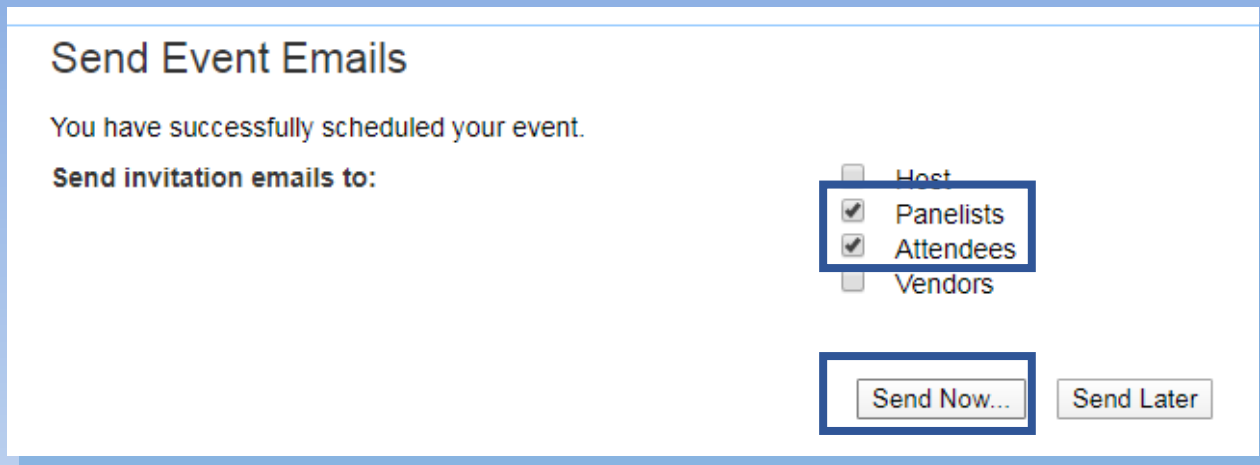 Send Event Emails
You have successfully scheduled your event.
Send invitation emails to:
Host
Panelists
Attendees
Vendors
Send Now... Send Later